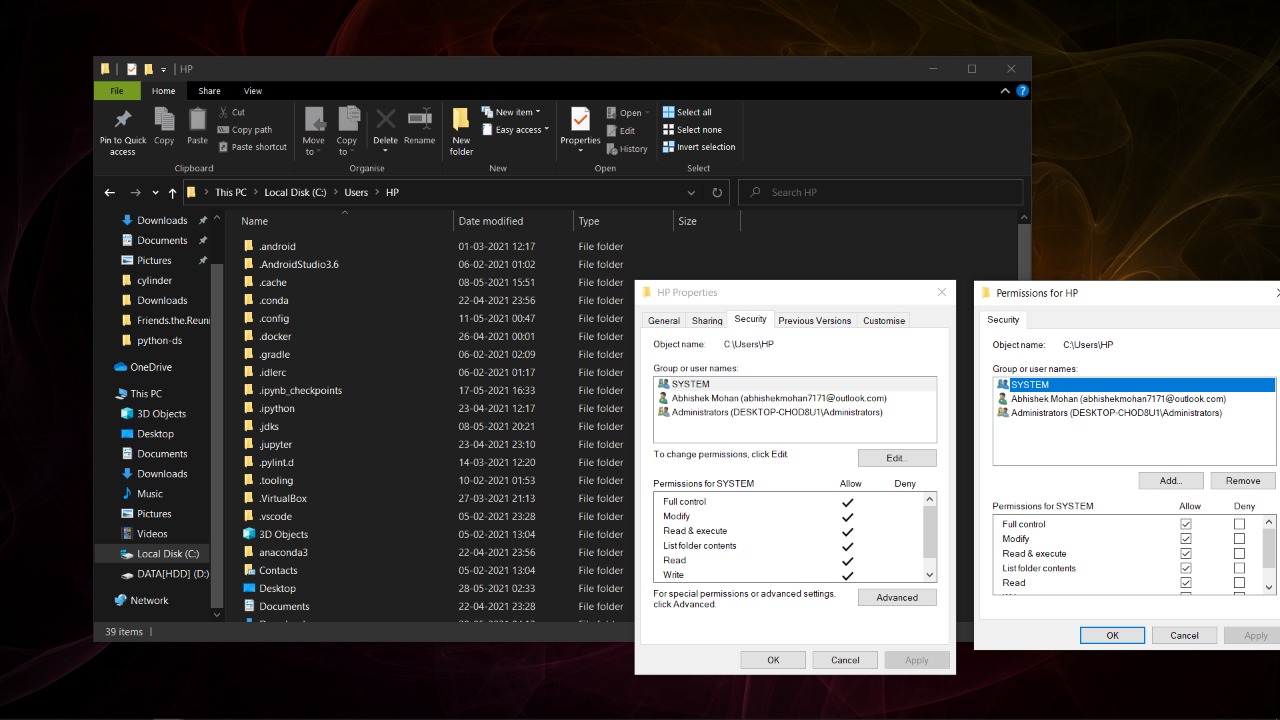 HP
File Home Share View
Pin to Quick access
Copy
Paste
Cut
Copy path
Paste shortcut
Clipboard
Move to
Copy to
Delete
Rename
Organise
New folder
New item
Easy access
New
Properties
Open
Edit
History
Open
Select all
Select none
Invert selection
Select
This PC > Local Disk (C:) > Users > HP
Search HP
Downloads
Documents
Pictures
cylinder
Downloads
Friends.the.Reuni
python-ds
OneDrive
This PC
3D Objects
Desktop
Documents
Downloads
Music
Pictures
Videos
Local Disk (C:)
DATA[HDD] (D:)
Network
Name Date modified Type Size
.android 01-03-2021 12:17 File folder
.AndroidStudio3.6 06-02-2021 01:02 File folder
.cache 08-05-2021 15:51 File folder
.conda 22-04-2021 23:56 File folder
.config 11-05-2021 00:47 File folder
.docker 26-04-2021 00:01 File folder
.gradle 06-02-2021 02:09 File folder
.idlerc 06-02-2021 01:17 File folder
.ipynb_checkpoints 17-05-2021 16:33 File folder
.ipython 23-04-2021 12:17 File folder
.jdks 08-05-2021 20:21 File folder
.jupyter 23-04-2021 23:10 File folder
.pylint.d 14-03-2021 12:20 File folder
.tooling 10-02-2021 01:53 File folder
.VirtualBox 27-03-2021 21:13 File folder
.vscode 05-02-2021 23:28 File folder
3D Objects 05-02-2021 13:04 File folder
anaconda3 22-04-2021 23:56 File folder
Contacts 05-02-2021 13:04 File folder
Desktop 28-05-2021 02:33 File folder
Documents 22-04-2021 23:28 File folder
39 items
HP Properties
General Sharing Security Previous Versions Customise
Object name: C:\Users\HP
Group or user names:
SYSTEM
Abhishek Mohan (abhishekmohan7171@outlook.com)
Administrators (DESKTOP-CHOD8U1\Administrators)
To change permissions, click Edit.
Edit...
Permissions for SYSTEM Allow Deny
Full control
Modify
Read & execute
List folder contents
Read
Write
For special permissions or advanced settings, click Advanced.
Advanced
OK Cancel Apply
Permissions for HP
Security
Object name: C:\Users\HP
Group or user names:
SYSTEM
Abhishek Mohan (abhishekmohan7171@outlook.com)
Administrators (DESKTOP-CHOD8U1\Administrators)
Add... Remove
Permissions for SYSTEM Allow Deny
Full control
Modify
Read & execute
List folder contents
Read
OK Cancel Apply